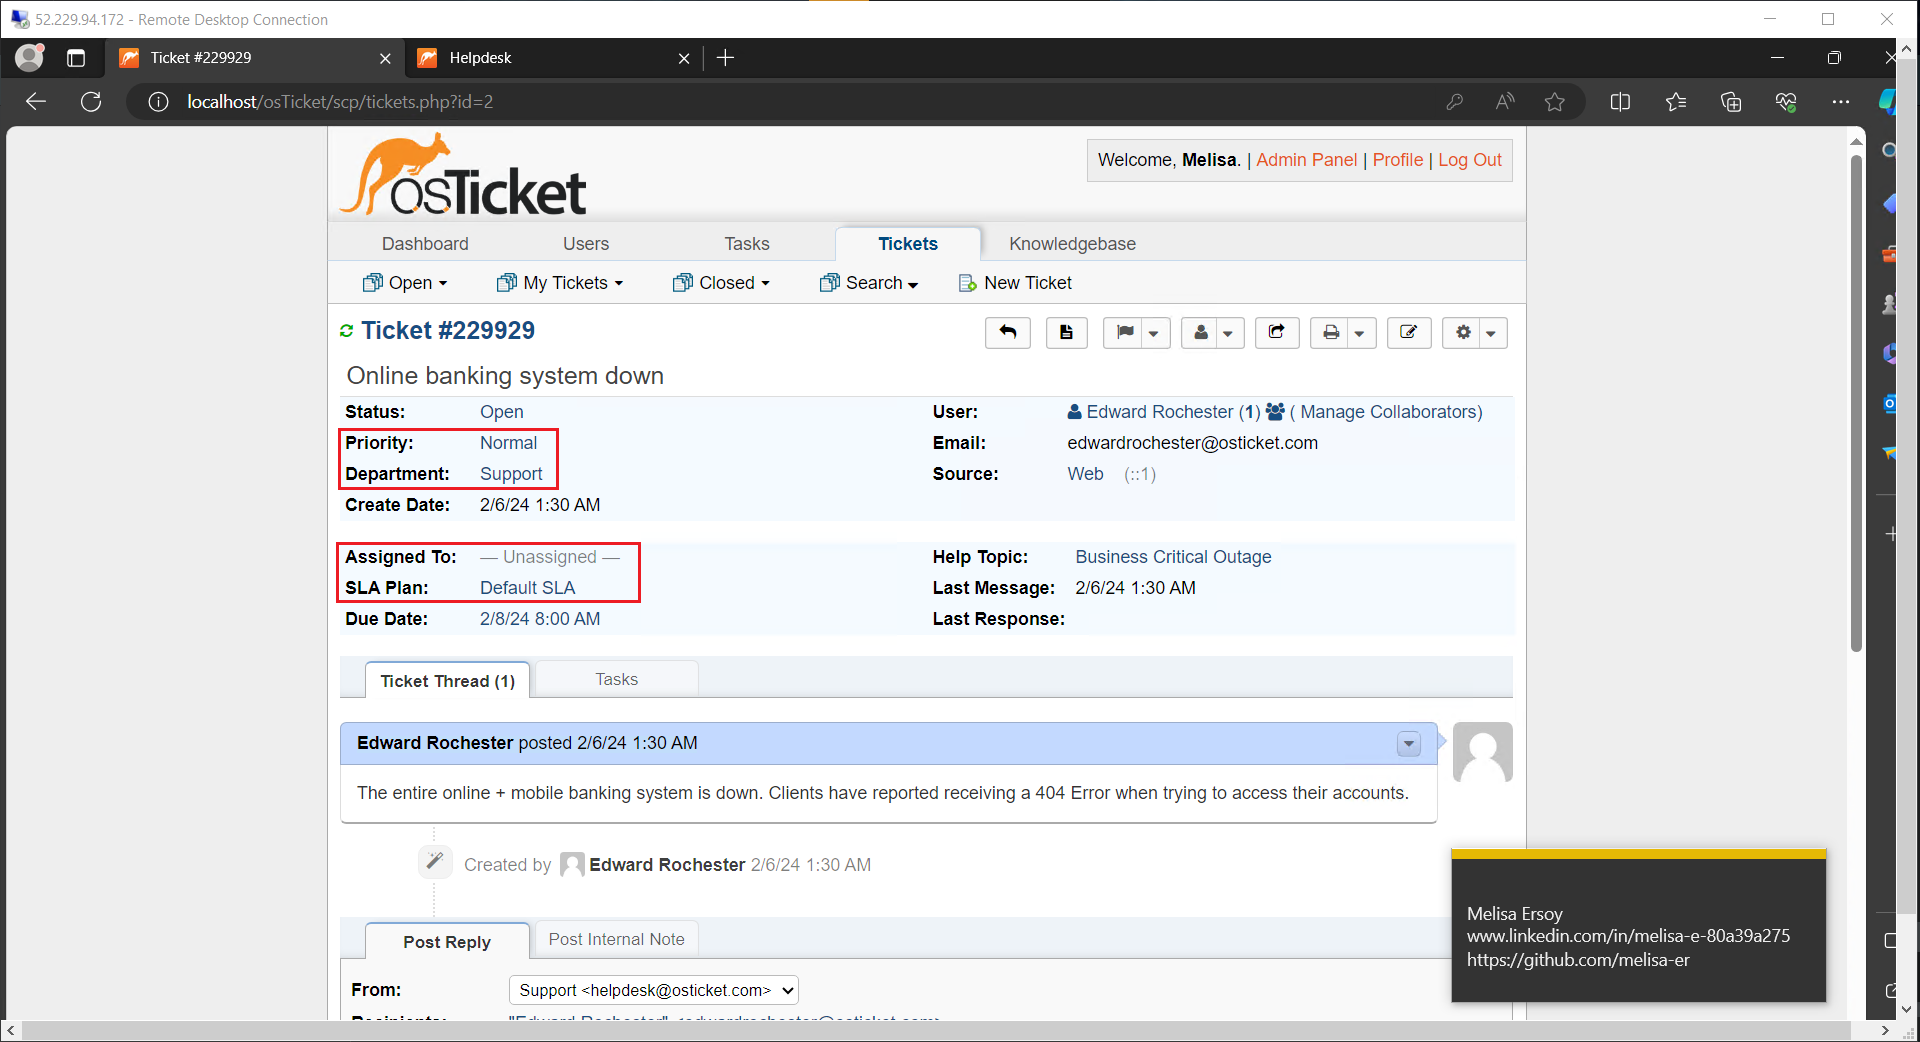 52.229.94.172 - Remote Desktop Connection
Ticket #229929
Helpdesk
localhost/osTicket/scp/tickets.php?id=2
osTicket
Welcome, Melisa. | Admin Panel | Profile | Log Out
Dashboard Users Tasks Tickets Knowledgebase
Open My Tickets Closed Search New Ticket
Ticket #229929
Online banking system down
Status: Open
User: Edward Rochester (1) ( Manage Collaborators)
Priority: Normal
Email: edwardrochester@osticket.com
Department: Support
Source: Web (::1)
Create Date: 2/6/24 1:30 AM
Assigned To: — Unassigned —
Help Topic: Business Critical Outage
SLA Plan: Default SLA
Last Message: 2/6/24 1:30 AM
Due Date: 2/8/24 8:00 AM
Last Response:
Ticket Thread (1) Tasks
Edward Rochester posted 2/6/24 1:30 AM
The entire online + mobile banking system is down. Clients have reported receiving a 404 Error when trying to access their accounts.
Created by Edward Rochester 2/6/24 1:30 AM
Post Reply Post Internal Note
From: Support <helpdesk@osticket.com>
Recipients: "Edward Rochester" <edwardrochester@osticket.com>
Melisa Ersoy
www.linkedin.com/in/melisa-e-80a39a275
https://github.com/melisa-er